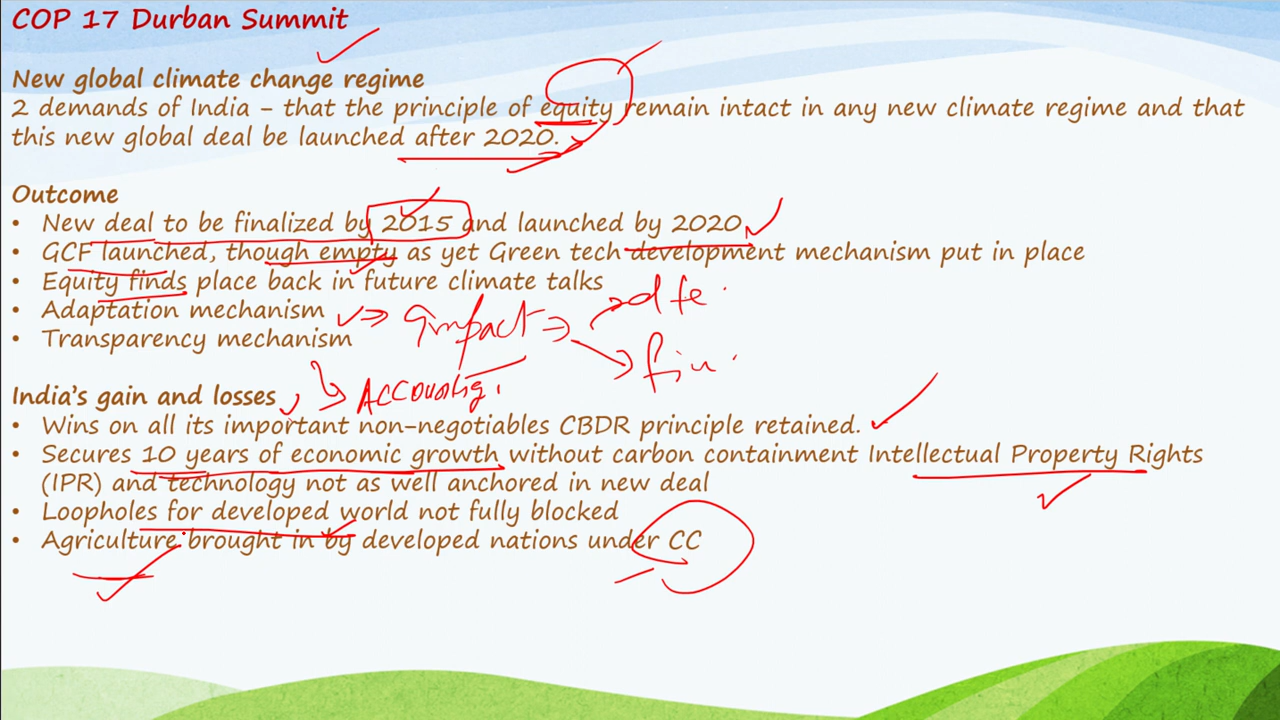 COP 17 Durban Summit
New global climate change regime
2 demands of India – that the principle of equity remain intact in any new climate regime and that
this new global deal be launched after 2020.
Outcome
• New deal to be finalized by 2015 and launched by 2020
• GCF launched, though empty as yet Green tech development mechanism put in place
• Equity finds place back in future climate talks
• Adaptation mechanism
• Transparency mechanism
impact
Accounting.
India's gain and losses
• Wins on all its important non-negotiables CBDR principle retained.
• Secures 10 years of economic growth without carbon containment Intellectual Property Rights
(IPR) and technology not as well anchored in new deal
• Loopholes for developed world not fully blocked
• Agriculture brought in by developed nations under CC